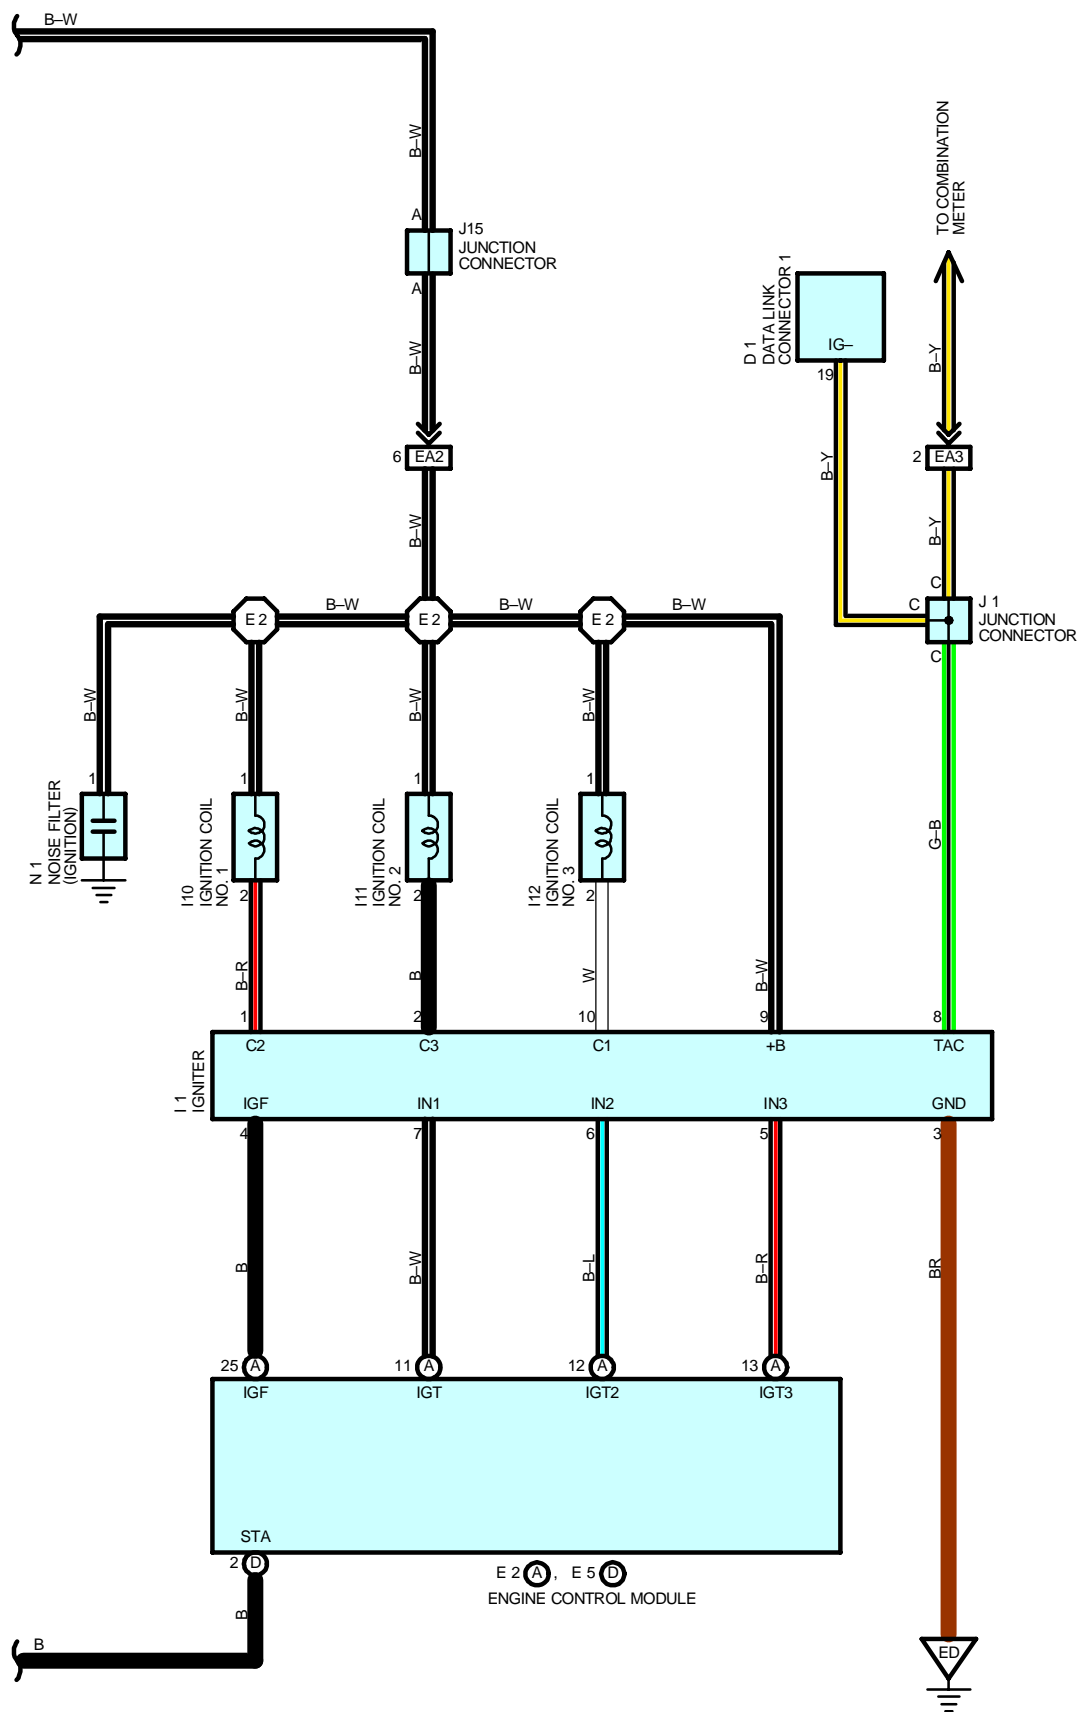 B–W
B–W
A
J15
JUNCTION
CONNECTOR
A
B–W
6
EA2
B–W
TO COMBINATION
METER
D 1
DATA LINK
CONNECTOR 1
IG–
19
B–Y
B–Y
2
EA3
B–Y
C
C
J 1
JUNCTION
CONNECTOR
C
E 2
B–W
E 2
B–W
E 2
B–W
B–W
B–W
B–W
B–W
1
N 1
NOISE FILTER
(IGNITION)
1
I10
IGNITION COIL
NO. 1
2
1
I11
IGNITION COIL
NO. 2
2
1
I12
IGNITION COIL
NO. 3
2
G–B
B–R
B
W
B–W
1
2
10
9
8
I 1
IGNITER
C2
C3
C1
+B
TAC
IGF
IN1
IN2
IN3
GND
4
7
6
5
3
B
B–W
B–L
B–R
BR
25
A
11
A
12
A
13
A
IGF
IGT
IGT2
IGT3
STA
2
D
E 2 A , E 5 D
ENGINE CONTROL MODULE
B
B
ED